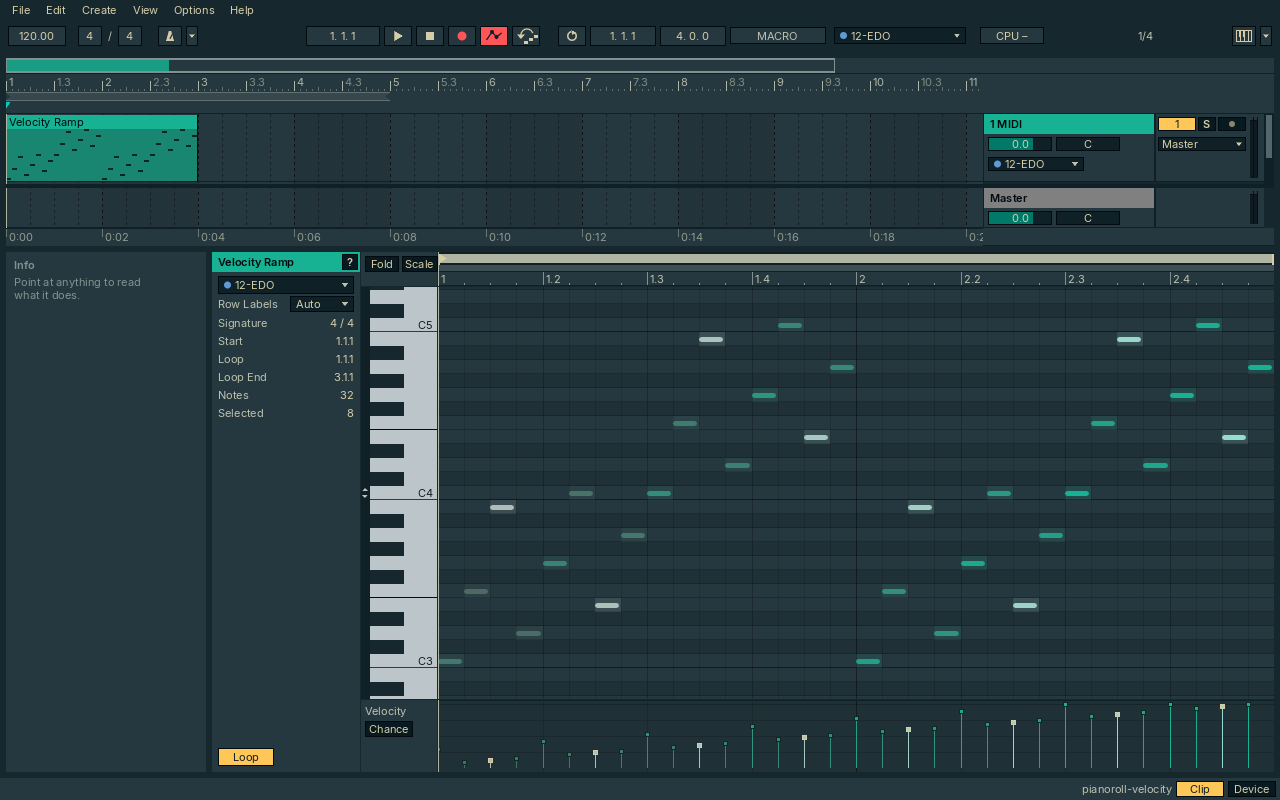 File Edit Create View Options Help
120.00 4 / 4 1. 1. 1 1. 1. 1 4. 0. 0 MACRO 12-EDO CPU – 1/4
1 1.3 2 2.3 3 3.3 4 4.3 5 5.3 6 6.3 7 7.3 8 8.3 9 9.3 10 10.3 11
Velocity Ramp 1 MIDI 1 S
0.0 C Master
12-EDO
Master
0.0 C
0:00 0:02 0:04 0:06 0:08 0:10 0:12 0:14 0:16 0:18
Info
Point at anything to read
what it does.
Velocity Ramp ?
12-EDO
Row Labels Auto
Signature 4 / 4
Start 1.1.1
Loop 1.1.1
Loop End 3.1.1
Notes 32
Selected 8
Loop
Fold Scale
1 1.2 1.3 1.4 2 2.2 2.3 2.4
C5
C4
C3
Velocity
Chance
pianoroll-velocity Clip Device